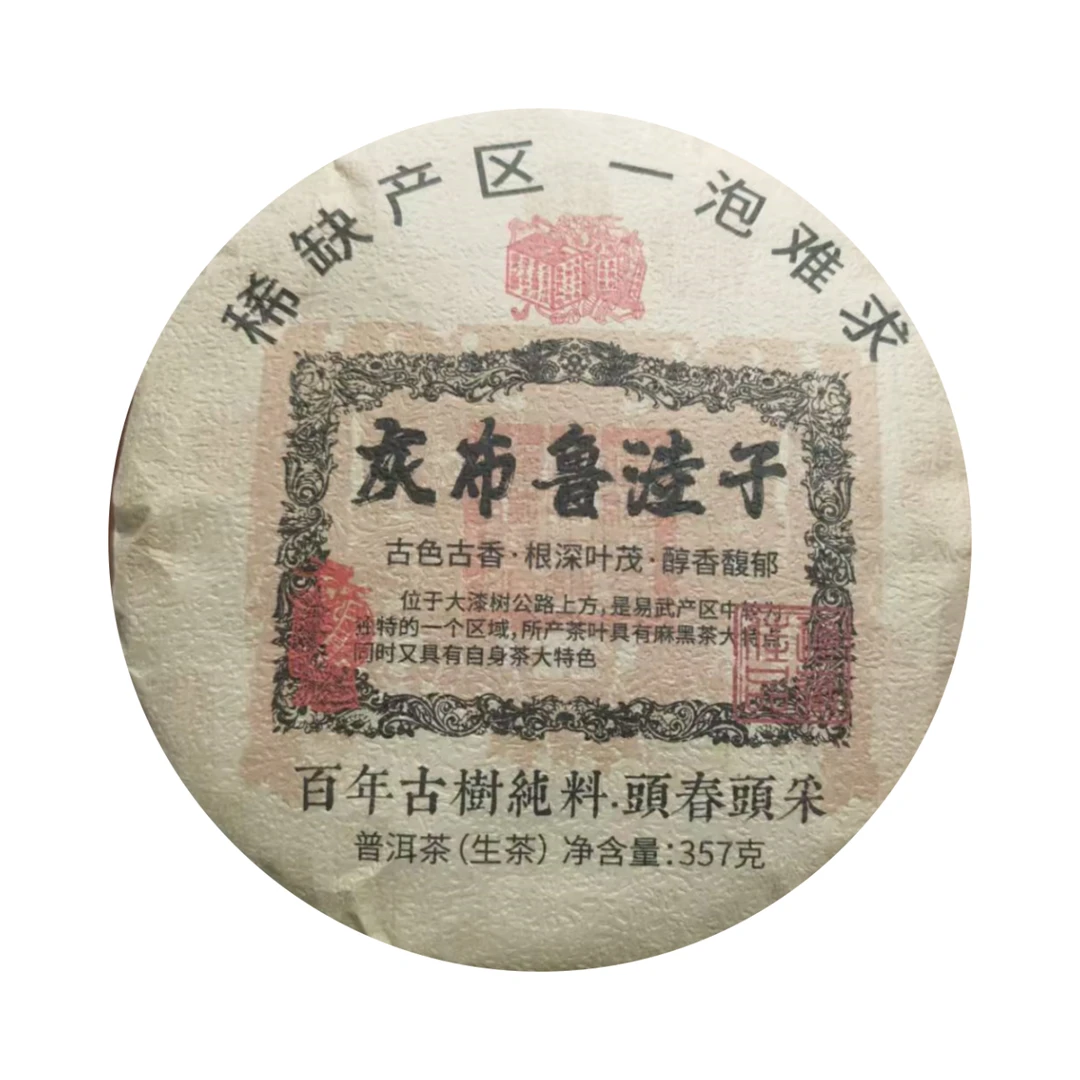 稀缺产区 一泡难求
灰布鲁洼子
古色古香·根深叶茂·醇香馥郁
位于大漆树公路上方,是易武产区中较为
独特的一个区域,所产茶叶具有麻黑茶大特点
同时又具有自身茶大特色
百年古樹純料.頭春頭采
普洱茶(生茶) 净含量:357克